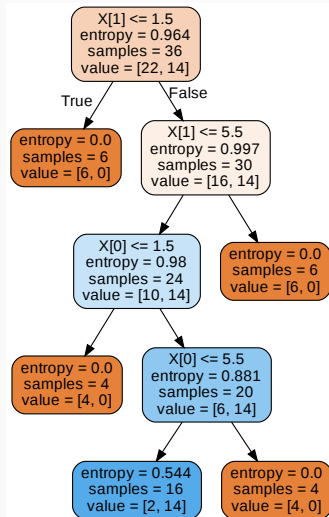 X[1] <= 1.5
entropy = 0.964
samples = 36
value = [22, 14]
True
False
entropy = 0.0
samples = 6
value = [6, 0]
X[1] <= 5.5
entropy = 0.997
samples = 30
value = [16, 14]
X[0] <= 1.5
entropy = 0.98
samples = 24
value = [10, 14]
entropy = 0.0
samples = 6
value = [6, 0]
entropy = 0.0
samples = 4
value = [4, 0]
X[0] <= 5.5
entropy = 0.881
samples = 20
value = [6, 14]
entropy = 0.544
samples = 16
value = [2, 14]
entropy = 0.0
samples = 4
value = [4, 0]